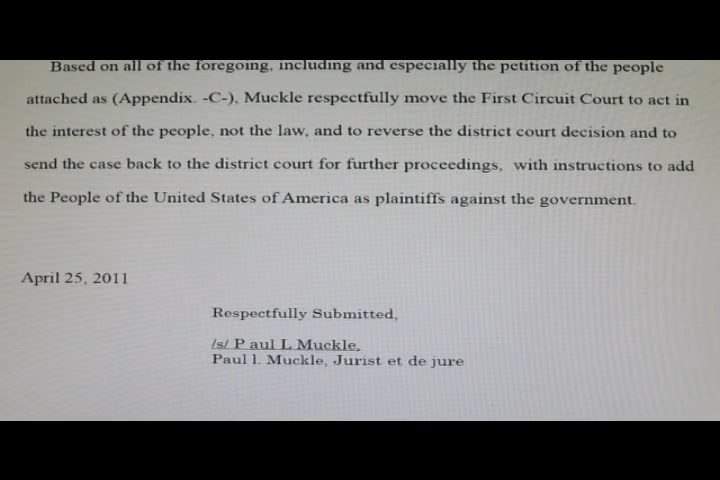 Based on all of the foregoing, including and especially the petition of the people
attached as (Appendix. -C-), Muckle respectfully move the First Circuit Court to act in
the interest of the people, not the law, and to reverse the district court decision and to
send the case back to the district court for further proceedings,  with instructions to add
the People of the United States of America as plaintiffs against the government.
April 25, 2011
Respectfully Submitted,
/s/ P aul L Muckle,
Paul l. Muckle, Jurist et de jure